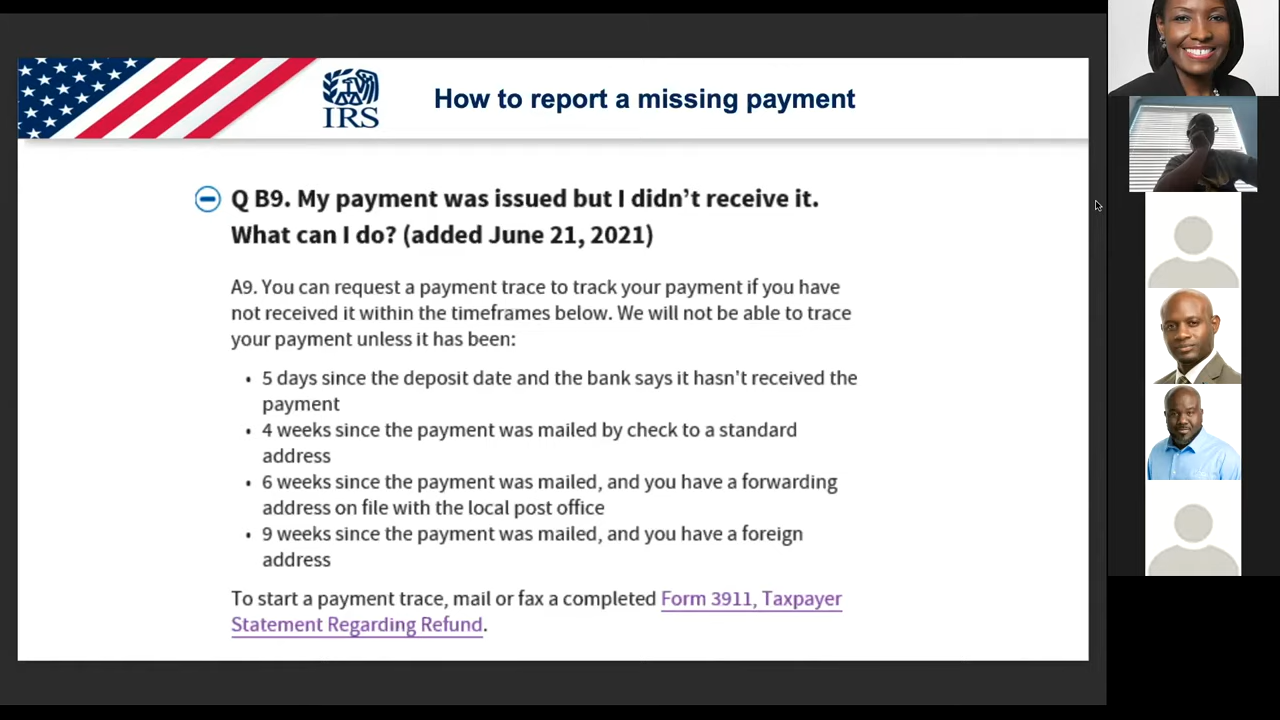 IRS
How to report a missing payment
Q B9. My payment was issued but I didn’t receive it.
What can I do? (added June 21, 2021)
A9. You can request a payment trace to track your payment if you have
not received it within the timeframes below. We will not be able to trace
your payment unless it has been:
• 5 days since the deposit date and the bank says it hasn't received the
payment
• 4 weeks since the payment was mailed by check to a standard
address
• 6 weeks since the payment was mailed, and you have a forwarding
address on file with the local post office
• 9 weeks since the payment was mailed, and you have a foreign
address
To start a payment trace, mail or fax a completed Form 3911, Taxpayer
Statement Regarding Refund.